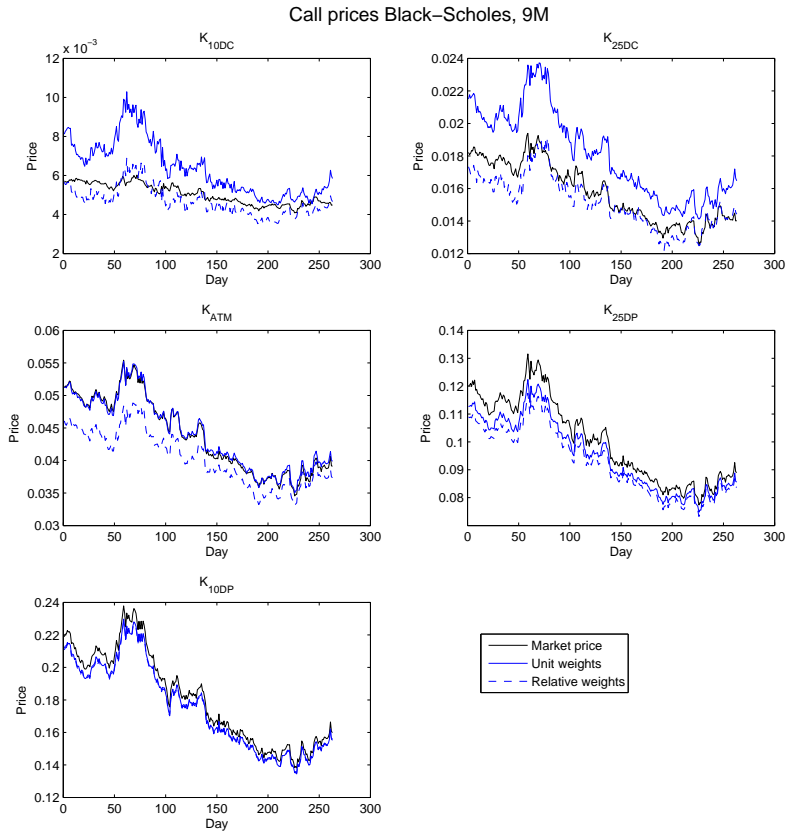 Call prices Black−Scholes, 9M
K10DC
x 10−3
12
10
8
6
4
2
Price
0 50 100 150 200 250 300
Day
K25DC
0.024
0.022
0.02
0.018
0.016
0.014
0.012
Price
0 50 100 150 200 250 300
Day
KATM
0.06
0.055
0.05
0.045
0.04
0.035
0.03
Price
0 50 100 150 200 250 300
Day
K25DP
0.14
0.13
0.12
0.11
0.1
0.09
0.08
Price
0 50 100 150 200 250 300
Day
K10DP
0.24
0.22
0.2
0.18
0.16
0.14
0.12
Price
0 50 100 150 200 250 300
Day
Market price
Unit weights
Relative weights